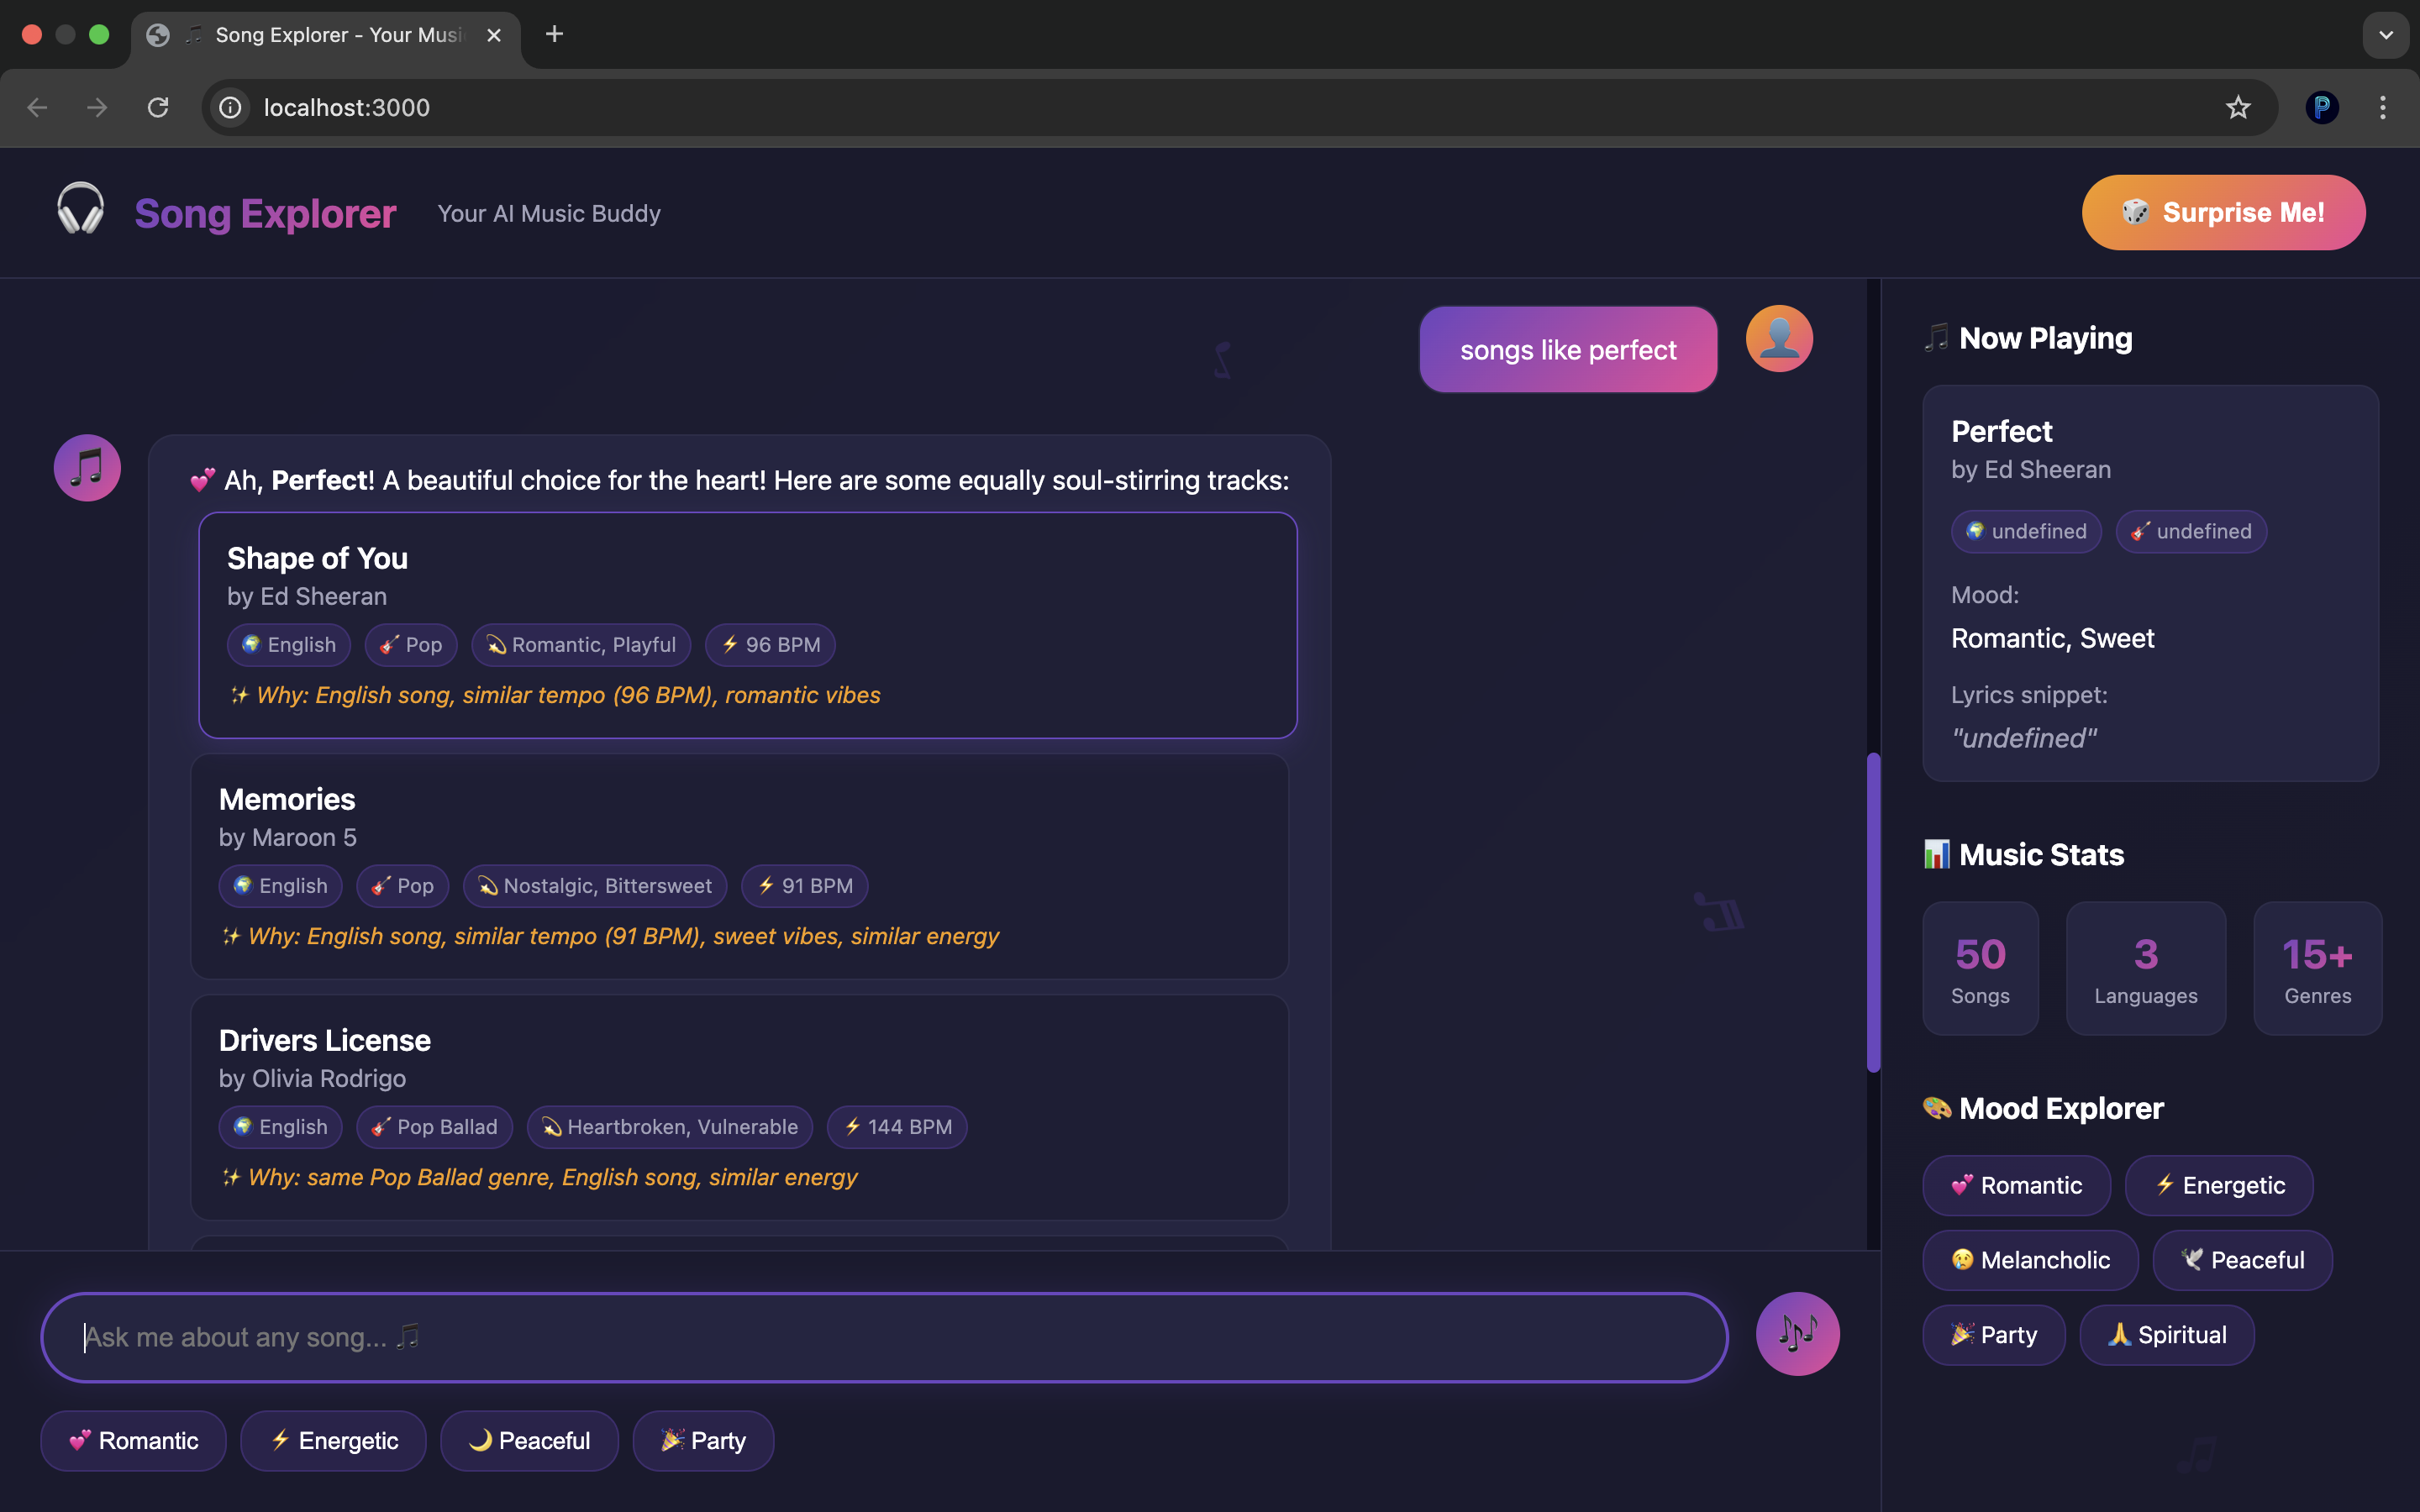 Song Explorer - Your Musi
localhost:3000
Song Explorer
Your AI Music Buddy
Surprise Me!
songs like perfect
Ah, Perfect! A beautiful choice for the heart! Here are some equally soul-stirring tracks:
Shape of You
by Ed Sheeran
English Pop Romantic, Playful 96 BPM
Why: English song, similar tempo (96 BPM), romantic vibes
Memories
by Maroon 5
English Pop Nostalgic, Bittersweet 91 BPM
Why: English song, similar tempo (91 BPM), sweet vibes, similar energy
Drivers License
by Olivia Rodrigo
English Pop Ballad Heartbroken, Vulnerable 144 BPM
Why: same Pop Ballad genre, English song, similar energy
Ask me about any song...
Romantic Energetic Peaceful Party
Now Playing
Perfect
by Ed Sheeran
undefined undefined
Mood:
Romantic, Sweet
Lyrics snippet:
"undefined"
Music Stats
50 3 15+
Songs Languages Genres
Mood Explorer
Romantic Energetic
Melancholic Peaceful
Party Spiritual